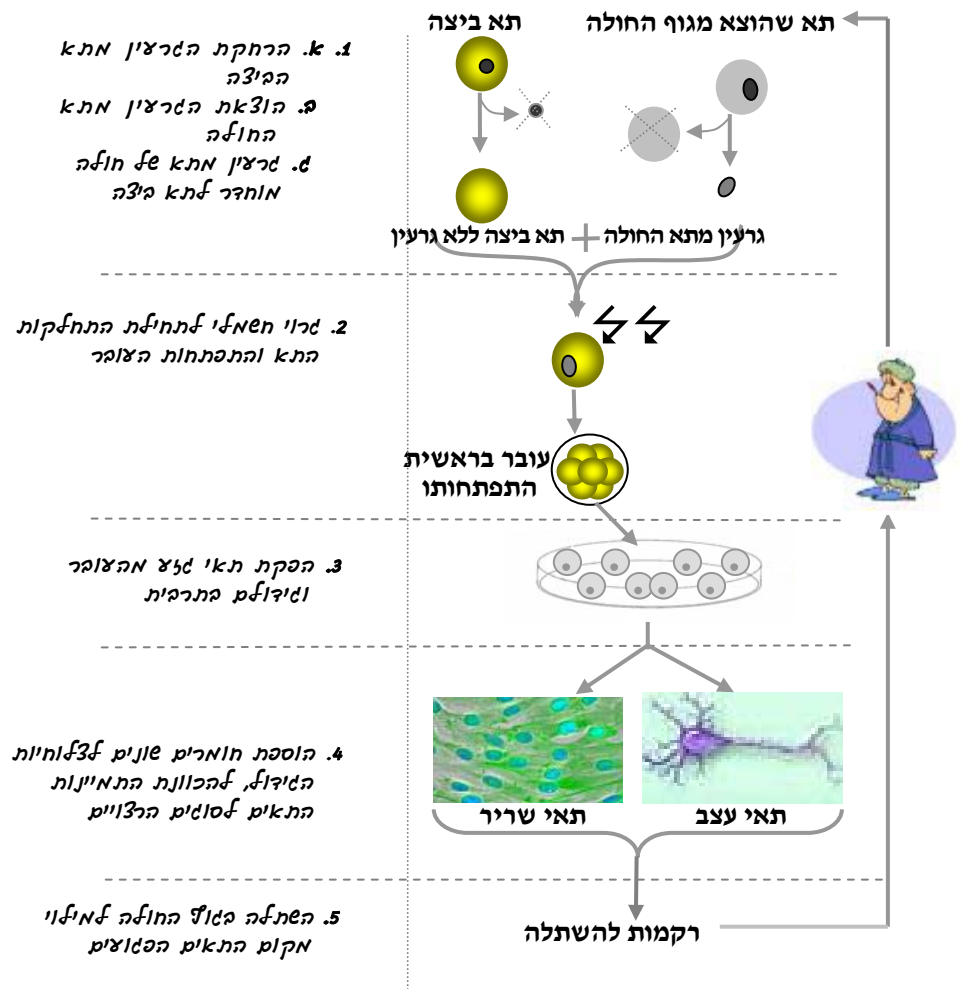 תא שהוצא מגוף החולה
תא ביצה
1. א. הרחקת הגרעין מתא
הביצה
ב. הוצאת הגרעין מתא
החולה
ג. גרעין מתא של חולה
מוחדר לתא ביצה
גרעין מתא החולה + תא ביצה ללא גרעין
2. גרוי חשמלי לתחילת התחלקות
התא והתפתחות העובר
עובר בראשית
התפתחותו
3. הפקת תאי גזע מהעובר
וגידולם בתרבית
4. הוספת חומרים שונים לצלוחיות
הגידול, להכוונת התמיינות
התאים לסוגים הרצויים
תאי עצב
תאי שריר
5. השתלה בגוף החולה למילוי
מקום התאים הפגועים
רקמות להשתלה